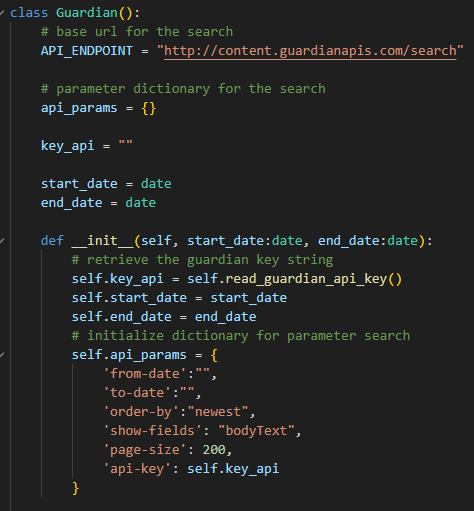 class Guardian():
    # base url for the search
    API_ENDPOINT = "http://content.guardianapis.com/search"
    # parameter dictionary for the search
    api_params = {}
    key_api = ""
    start_date = date
    end_date = date
    def __init__(self, start_date:date, end_date:date):
        # retrieve the guardian key string
        self.key_api = self.read_guardian_api_key()
        self.start_date = start_date
        self.end_date = end_date
        # initialize dictionary for parameter search
        self.api_params = {
            'from-date':"",
            'to-date':"",
            'order-by':"newest",
            'show-fields': "bodyText",
            'page-size': 200,
            'api-key': self.key_api
        }